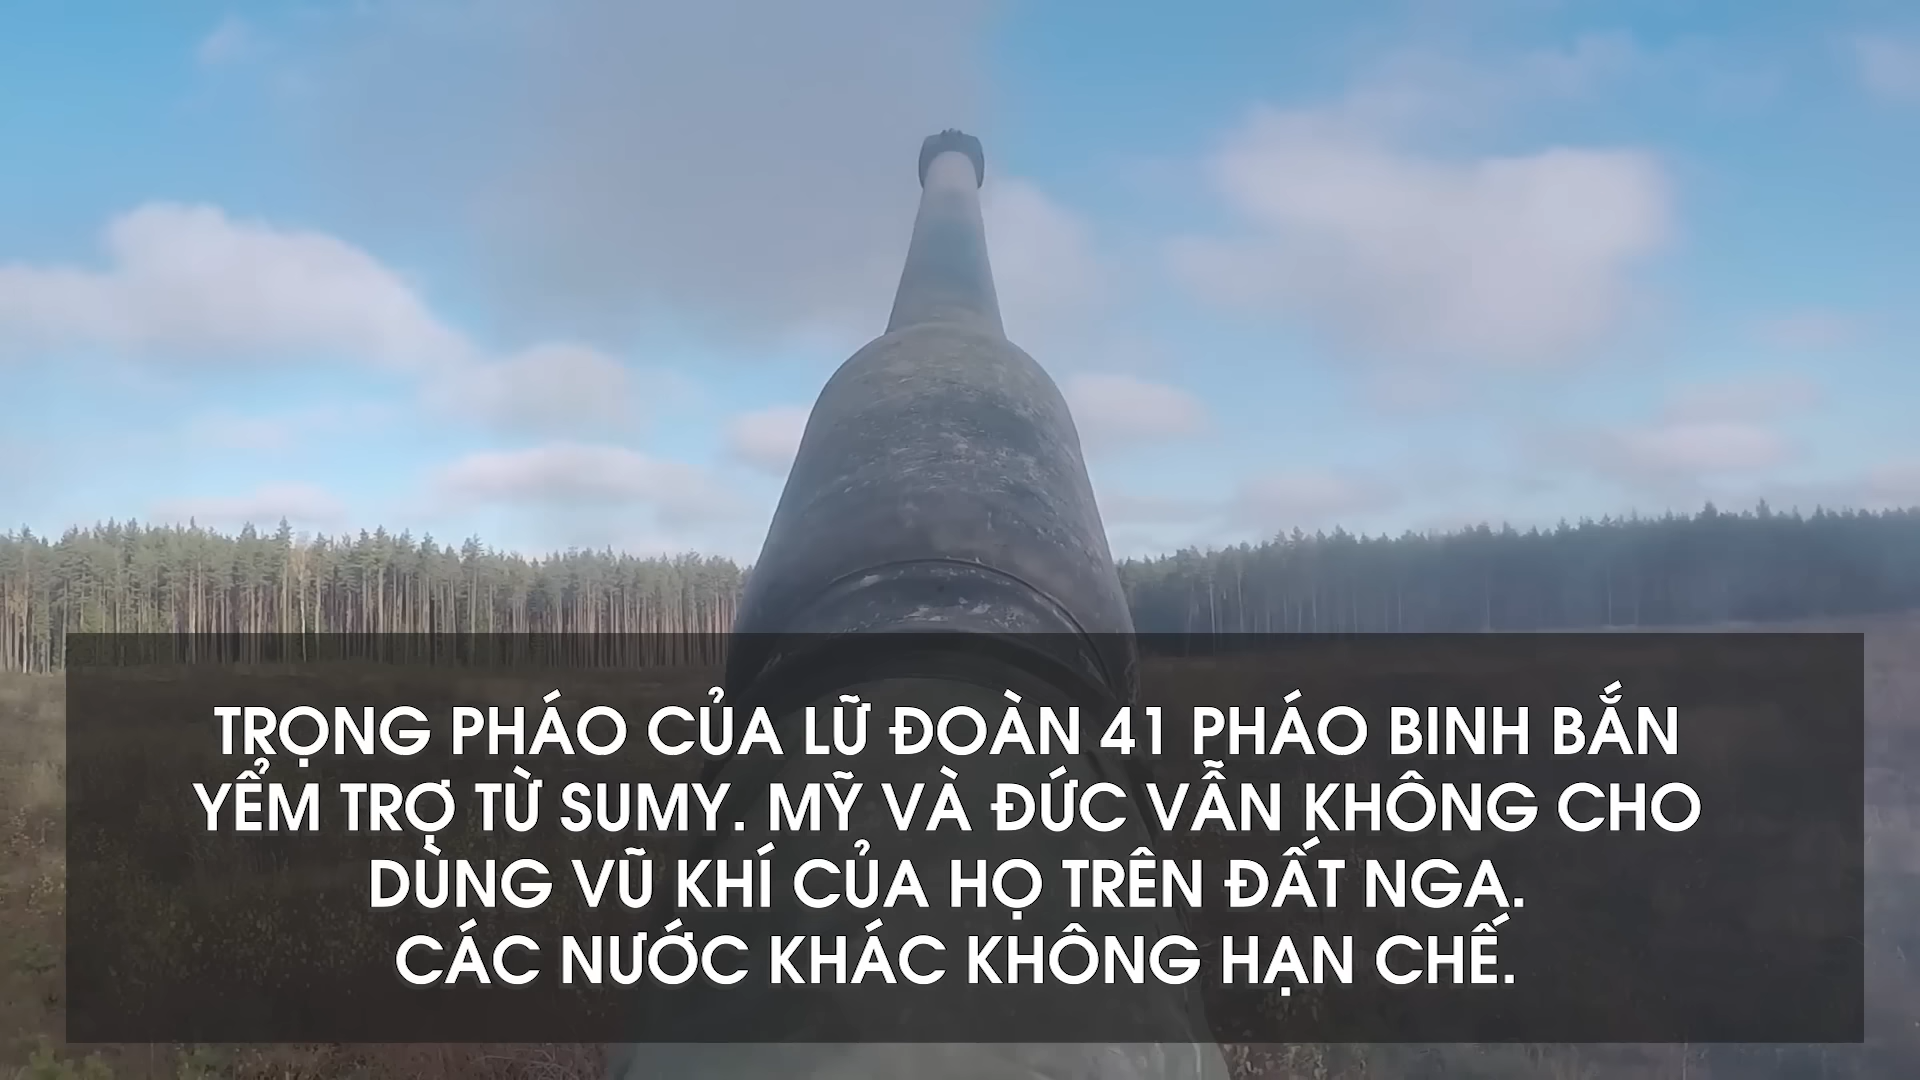 TRỌNG PHÁO CỦA LỮ ĐOÀN 41 PHÁO BINH BẮN
YỂM TRỢ TỪ SUMY. MỸ VÀ ĐỨC VẪN KHÔNG CHO
DÙNG VŨ KHÍ CỦA HỌ TRÊN ĐẤT NGA.
CÁC NƯỚC KHÁC KHÔNG HẠN CHẾ.